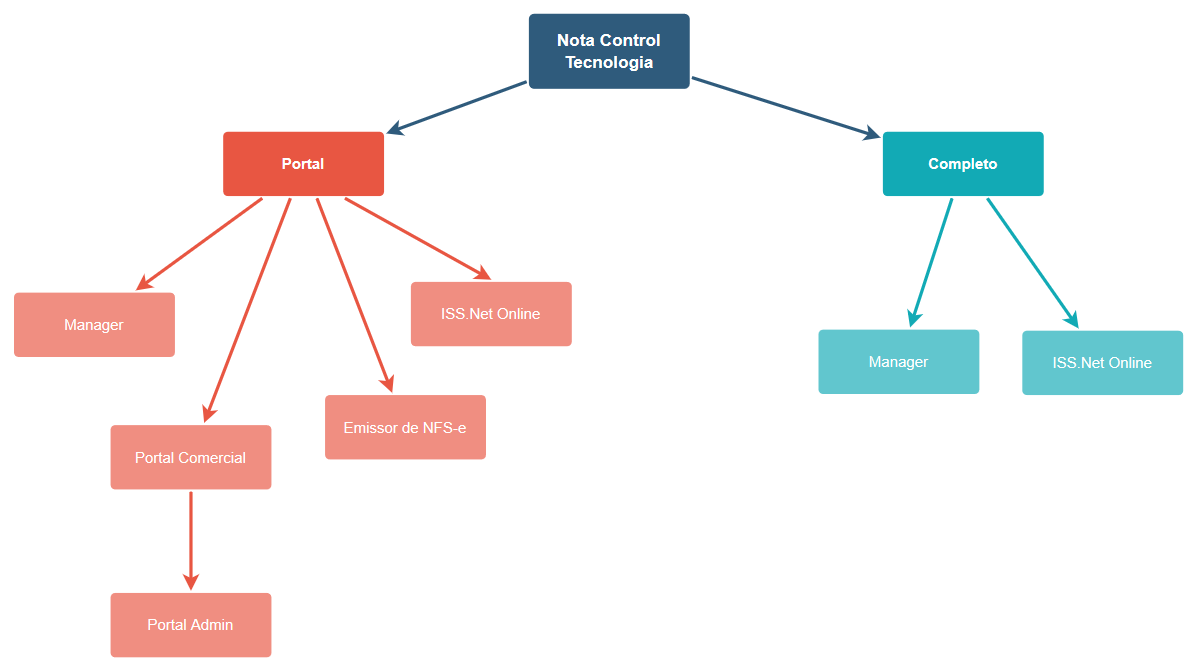 Nota Control
Tecnologia
Portal
Completo
Manager
ISS.Net Online
Manager
ISS.Net Online
Portal Comercial
Emissor de NFS-e
Portal Admin